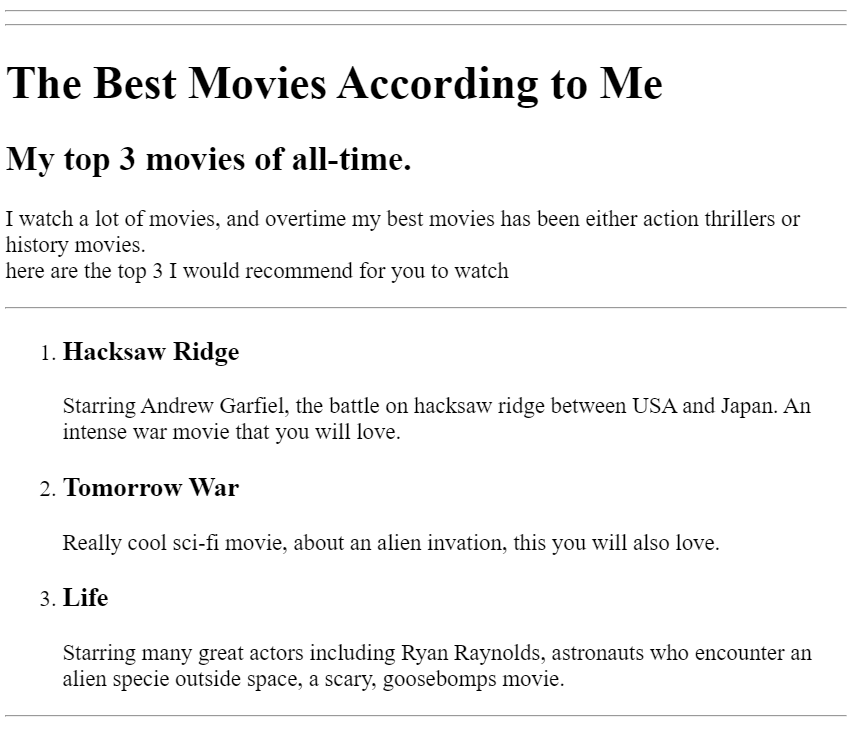 The Best Movies According to Me
My top 3 movies of all-time.
I watch a lot of movies, and overtime my best movies has been either action thrillers or
history movies.
here are the top 3 I would recommend for you to watch
1. Hacksaw Ridge
Starring Andrew Garfiel, the battle on hacksaw ridge between USA and Japan. An
intense war movie that you will love.
2. Tomorrow War
Really cool sci-fi movie, about an alien invation, this you will also love.
3. Life
Starring many great actors including Ryan Raynolds, astronauts who encounter an
alien specie outside space, a scary, goosebomps movie.